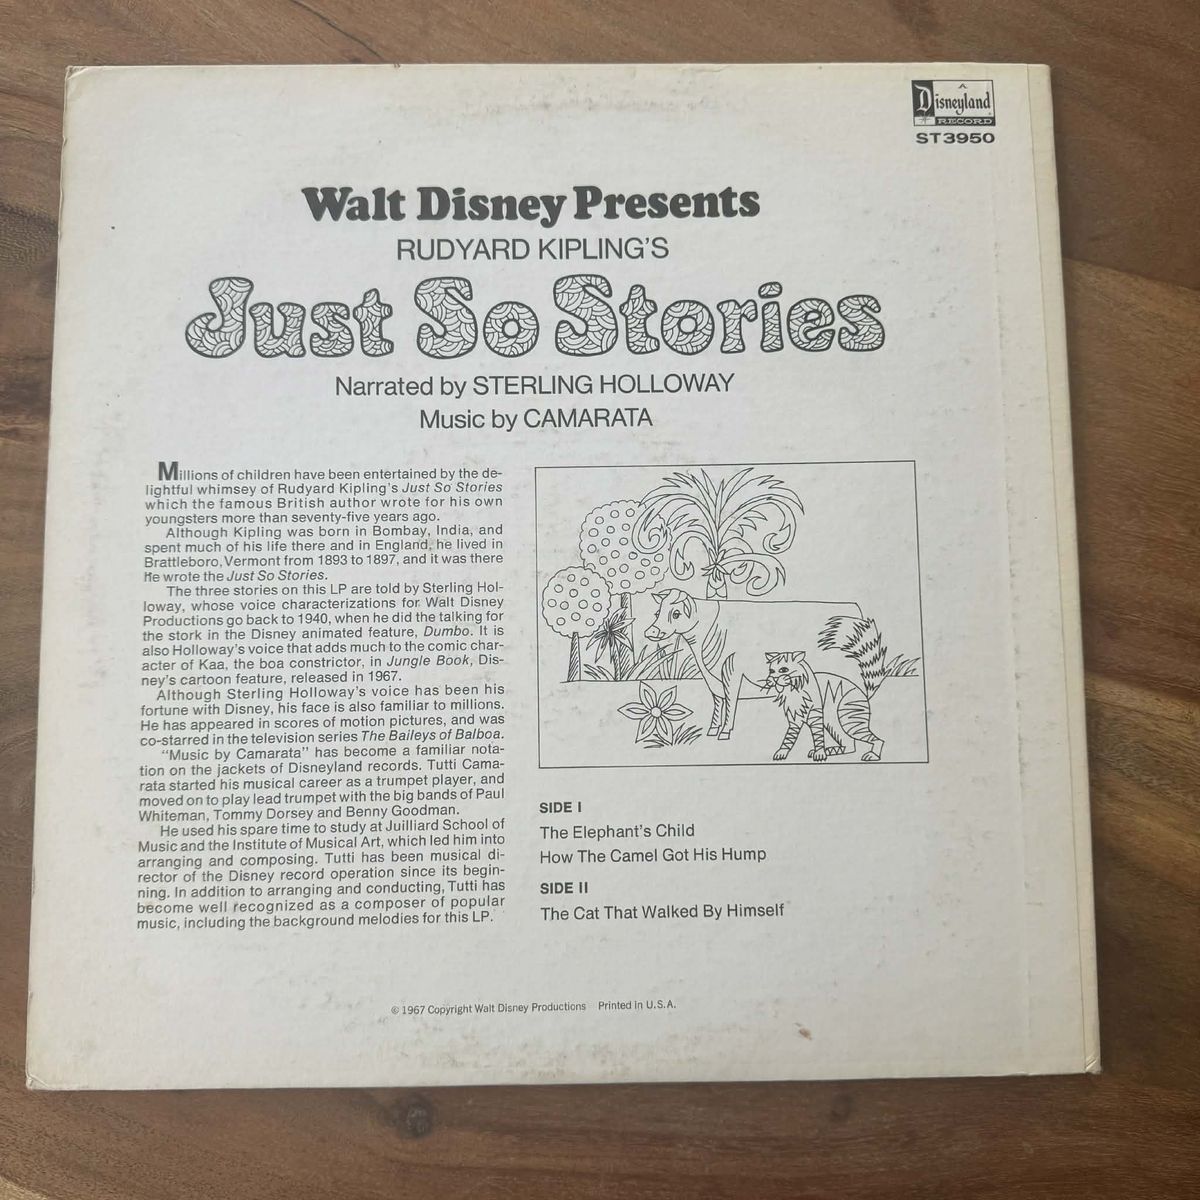 A
Disneyland
RECORD
ST3950
Walt Disney Presents
RUDYARD KIPLING'S
Just So Stories
Narrated by STERLING HOLLOWAY
Music by CAMARATA
Millions of children have been entertained by the de-
lightful whimsey of Rudyard Kipling's Just So Stories
which the famous British author wrote for his own
youngsters more than seventy-five years ago.
Although Kipling was born in Bombay, India, and
spent much of his life there and in England, he lived in
Brattleboro, Vermont from 1893 to 1897, and it was there
he wrote the Just So Stories.
The three stories on this LP are told by Sterling Hol-
loway, whose voice characterizations for Walt Disney
Productions go back to 1940, when he did the talking for
the stork in the Disney animated feature, Dumbo. It is
also Holloway's voice that adds much to the comic char-
acter of Kaa, the boa constrictor, in Jungle Book, Dis-
ney's cartoon feature, released in 1967.
Although Sterling Holloway's voice has been his
fortune with Disney, his face is also familiar to millions.
He has appeared in scores of motion pictures, and was
co-starred in the television series The Baileys of Balboa.
"Music by Camarata" has become a familiar nota-
tion on the jackets of Disneyland records. Tutti Cama-
rata started his musical career as a trumpet player, and
moved on to play lead trumpet with the big bands of Paul
Whiteman, Tommy Dorsey and Benny Goodman.
He used his spare time to study at Juilliard School of
Music and the Institute of Musical Art, which led him into
arranging and composing. Tutti has been musical di-
rector of the Disney record operation since its begin-
ning. In addition to arranging and conducting, Tutti has
become well recognized as a composer of popular
music, including the background melodies for this LP.
SIDE I
The Elephant's Child
How The Camel Got His Hump
SIDE II
The Cat That Walked By Himself
© 1967 Copyright Walt Disney Productions Printed in U.S.A.